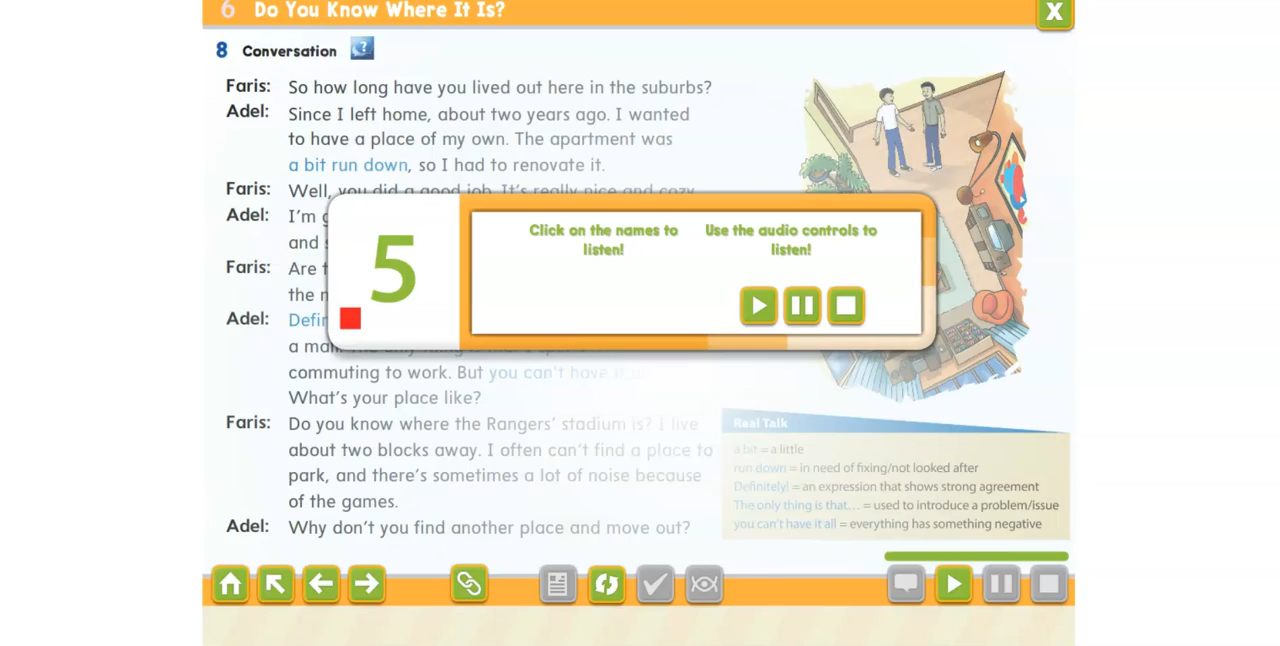 6 Do You Know Where It Is?
X
8 Conversation
Faris: So how long have you lived out here in the suburbs?
Adel: Since I left home, about two years ago. I wanted
to have a place of my own. The apartment was
a bit run down, so I had to renovate it.
Faris: Well, you did a good job. It's really nice and cozy.
Adel: I'm
and
Faris: Are
the
Adel:
a
commuting to work. But you can't have it
What's your place like?
Faris: Do you know where the Rangers' stadium is? I live
about two blocks away. I often can't find a place to
park, and there's sometimes a lot of noise because
of the games.
Adel: Why don't you find another place and move out?
5
Click on the names to
listen!
Use the audio controls to
listen!
Real Talk
a bit = a little
run down = in need of fixing/not looked after
Definitely! = an expression that shows strong agreement
The only thing is that... = used to introduce a problem/issue
you can't have it all = everything has something negative